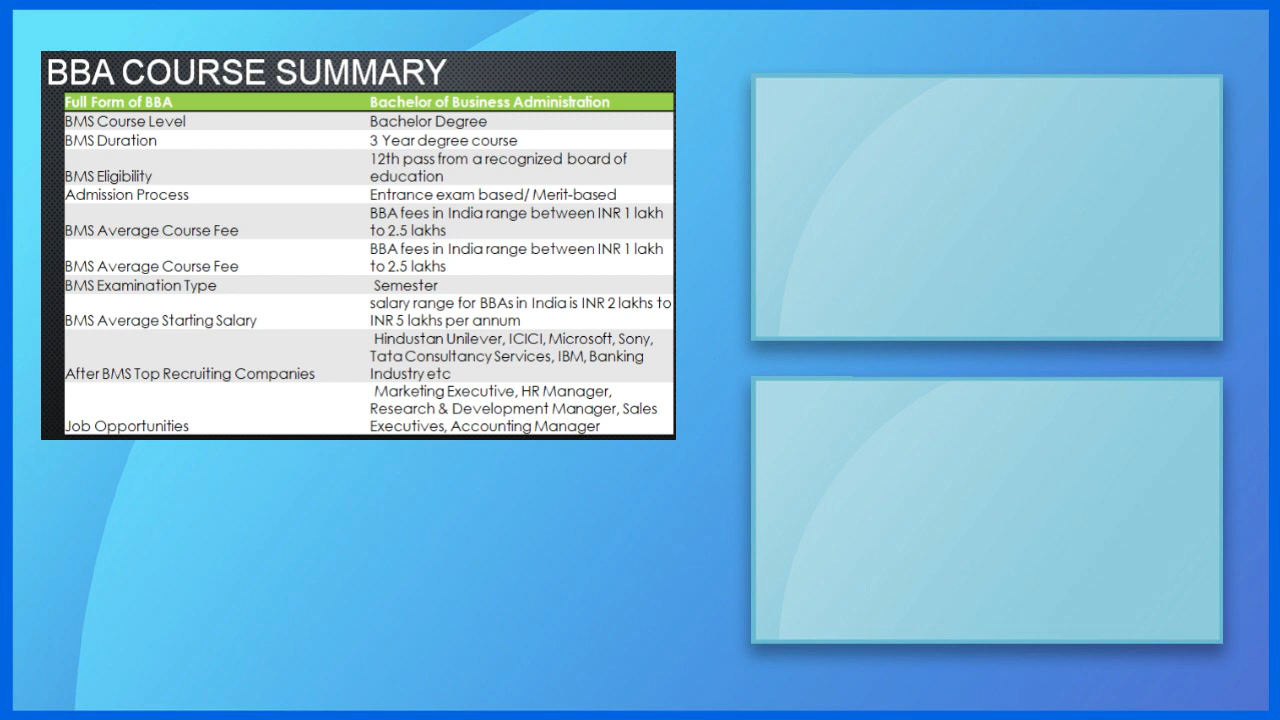 BBA COURSE SUMMARY
Full Form of BBA Bachelor of Business Administration
BMS Course Level Bachelor Degree
BMS Duration 3 Year degree course
12th pass from a recognized board of
BMS Eligibility education
Admission Process Entrance exam based/ Merit-based
BBA fees in India range between INR 1 lakh
BMS Average Course Fee to 2.5 lakhs
BBA fees in India range between INR 1 lakh
BMS Average Course Fee to 2.5 lakhs
BMS Examination Type Semester
salary range for BBAs in India is INR 2 lakhs to
BMS Average Starting Salary INR 5 lakhs per annum
Hindustan Unilever, ICICI, Microsoft, Sony,
Tata Consultancy Services, IBM, Banking
After BMS Top Recruiting Companies Industry etc
Marketing Executive, HR Manager,
Research & Development Manager, Sales
Job Opportunities Executives, Accounting Manager